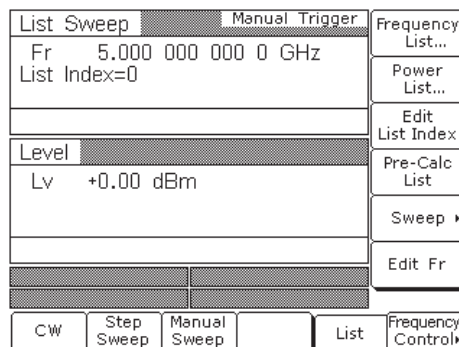 List Sweep
Manual Trigger
Fr 5.000 000 000 0 GHz
List Index=0
Level
Lv +0.00 dBm
Frequency
List...
Power
List...
Edit
List Index
Pre-Calc
List
Sweep
Edit Fr
CW
Step
Sweep
Manual
Sweep
List
Frequency
Control